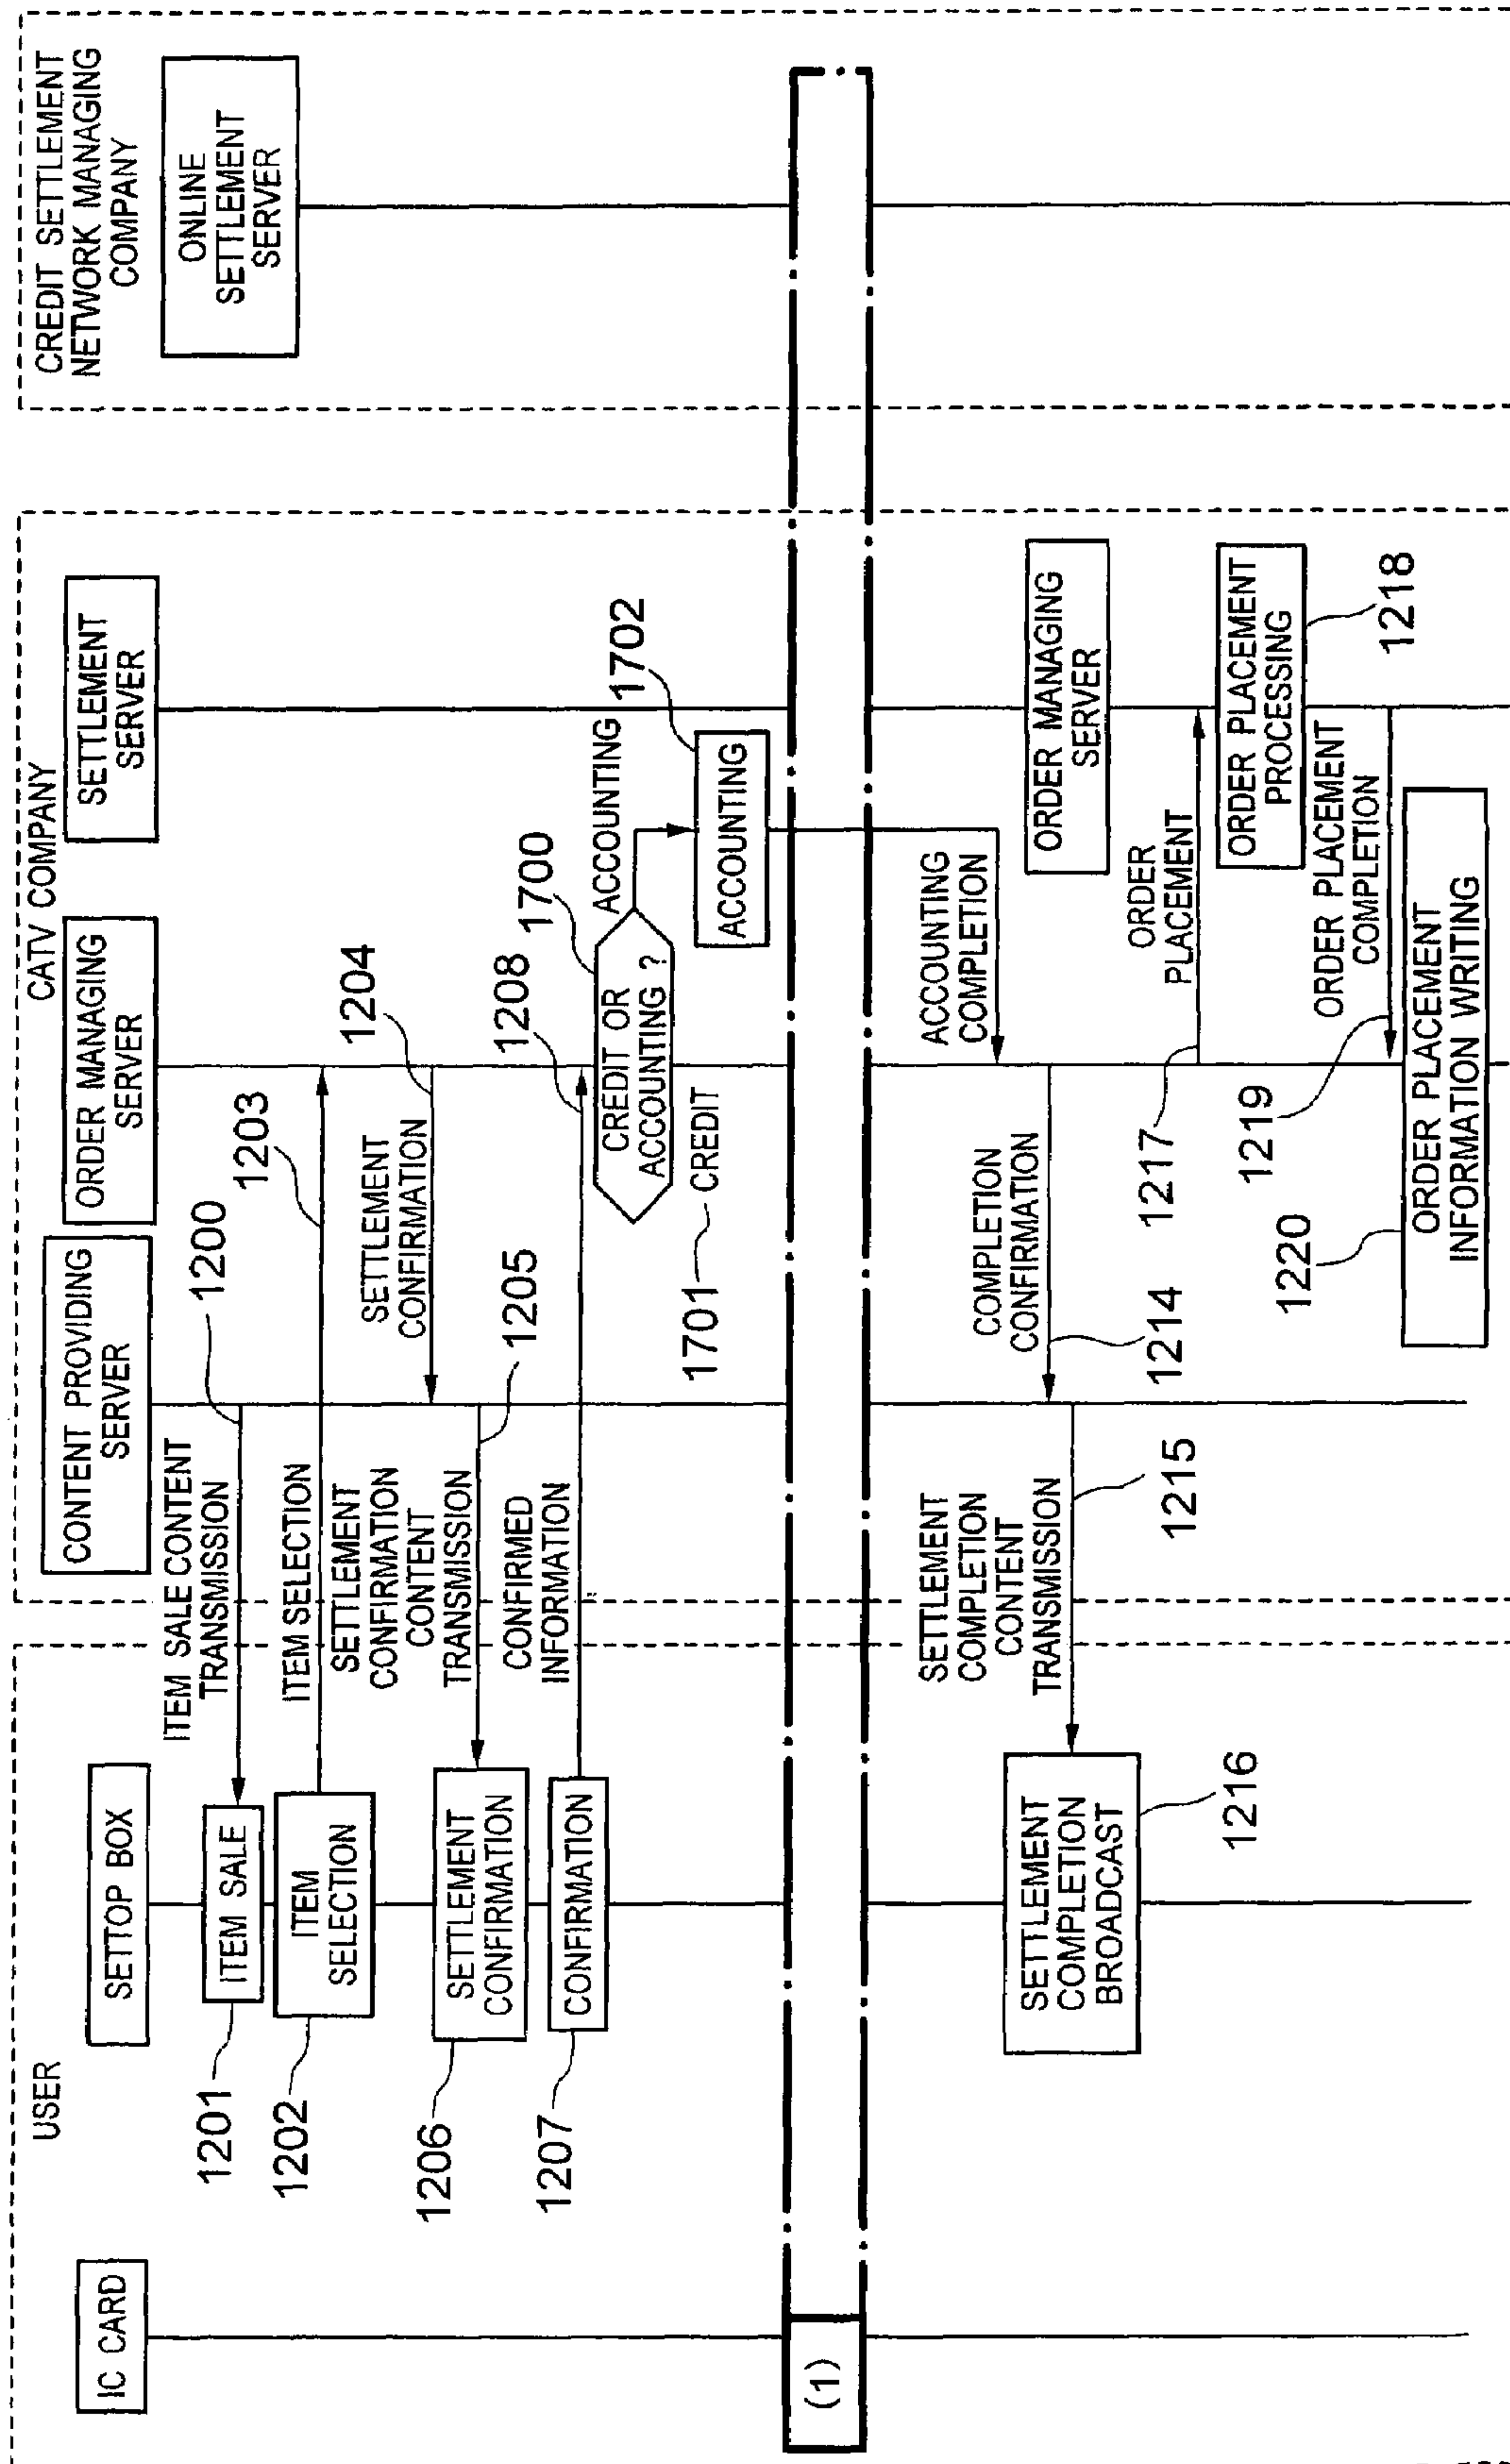 USER
CATV COMPANY
CREDIT SETTLEMENT
NETWORK MANAGING
COMPANY
IC CARD
SETTOP BOX
CONTENT PROVIDING
SERVER
ORDER MANAGING
SERVER
SETTLEMENT
SERVER
ONLINE
SETTLEMENT
SERVER
1201
ITEM SALE
ITEM SALE CONTENT
TRANSMISSION
1200
1202
ITEM
SELECTION
ITEM SELECTION
1203
SETTLEMENT
CONFIRMATION
1204
1206
SETTLEMENT
CONFIRMATION
SETTLEMENT
CONFIRMATION
CONTENT
TRANSMISSION
1205
1207
CONFIRMATION
CONFIRMED
INFORMATION
1208
CREDIT OR
ACCOUNTING ?
1700
ACCOUNTING
1701
CREDIT
ACCOUNTING
1702
(1)
ACCOUNTING
COMPLETION
COMPLETION
CONFIRMATION
1214
SETTLEMENT
COMPLETION
CONTENT
TRANSMISSION
1215
SETTLEMENT
COMPLETION
BROADCAST
1216
ORDER MANAGING
SERVER
ORDER
PLACEMENT
1217
ORDER PLACEMENT
PROCESSING
1218
ORDER PLACEMENT
COMPLETION
1219
ORDER PLACEMENT
INFORMATION WRITING
1220